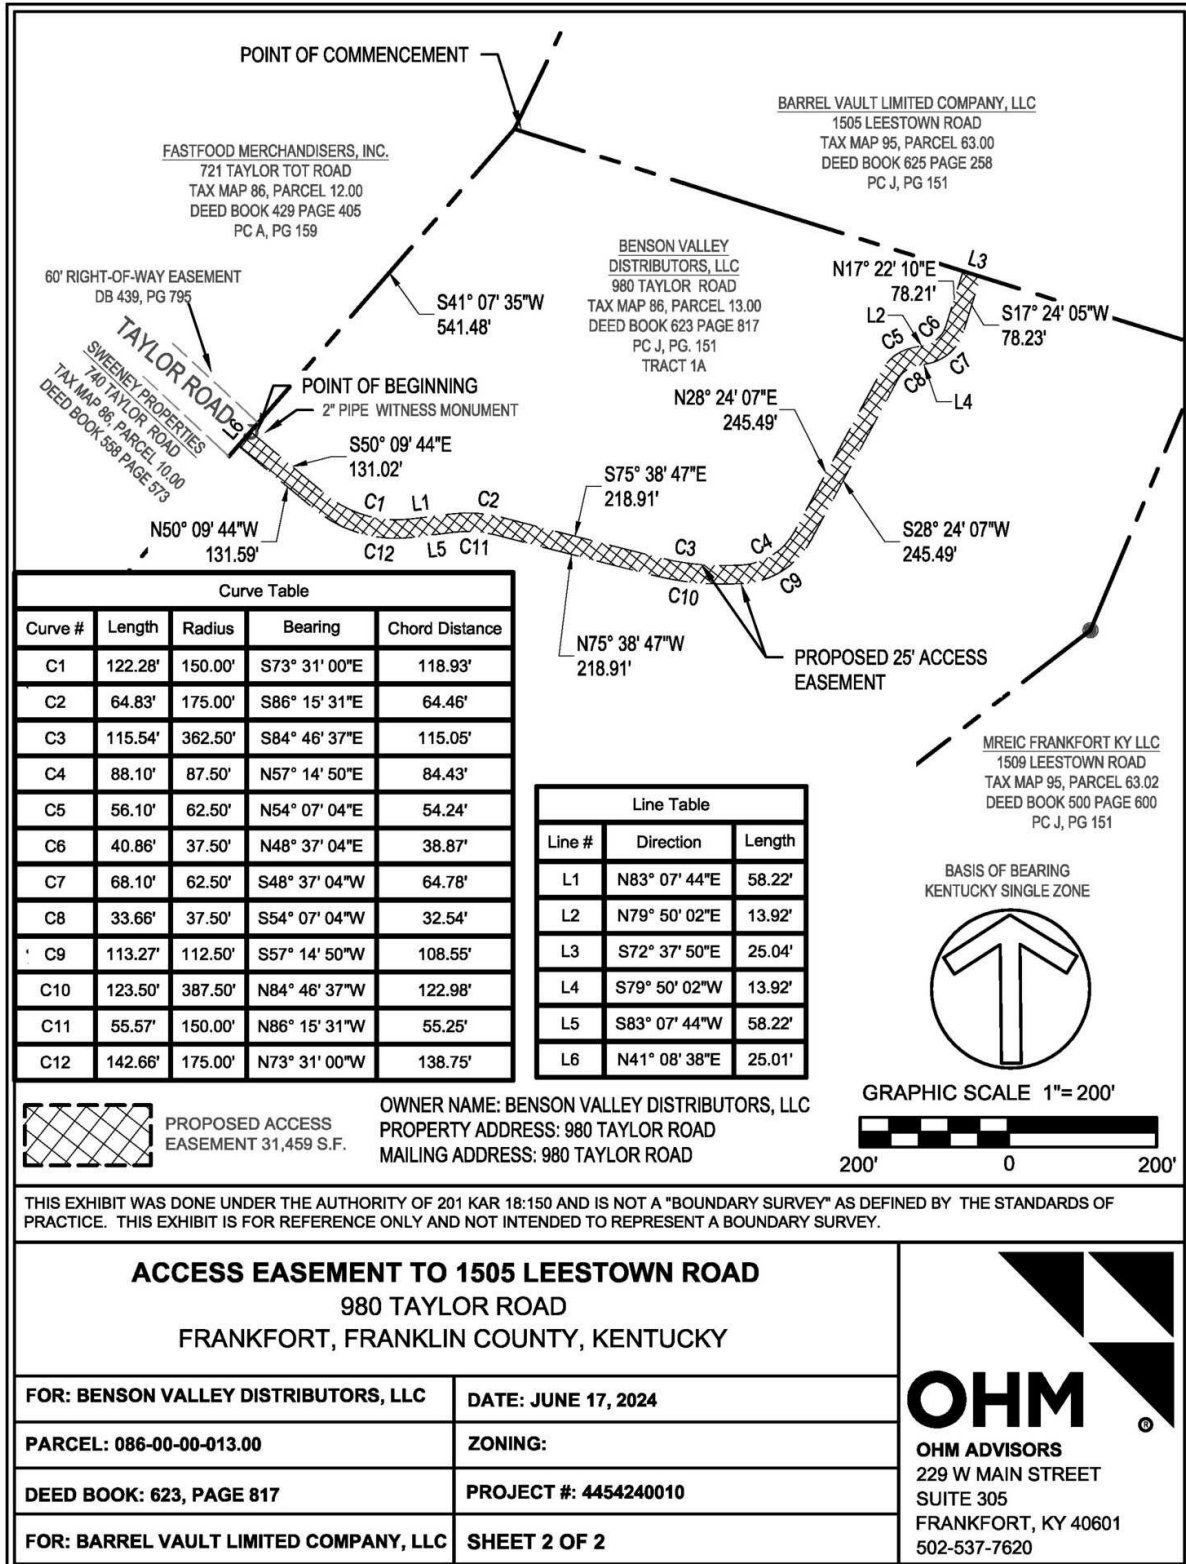 POINT OF COMMENCEMENT
BARREL VAULT LIMITED COMPANY, LLC
1505 LEESTOWN ROAD
TAX MAP 95, PARCEL 63.00
DEED BOOK 625 PAGE 258
PC J, PG 151
FASTFOOD MERCHANDISERS, INC.
721 TAYLOR TOT ROAD
TAX MAP 86, PARCEL 12.00
DEED BOOK 429 PAGE 405
PC A, PG 159
BENSON VALLEY
DISTRIBUTORS, LLC
980 TAYLOR ROAD
TAX MAP 86, PARCEL 13.00
DEED BOOK 623 PAGE 817
PC J, PG. 151
TRACT 1A
60' RIGHT-OF-WAY EASEMENT
DB 439, PG 795
S41° 07' 35"W
541.48'
N17° 22' 10"E
78.21'
L3
S17° 24' 05"W
78.23'
L2
C5
C6
C7
C8
L4
TAYLOR ROAD
SWEENEY PROPERTIES
740 TAYLOR ROAD
TAX MAP 86, PARCEL 10.00
DEED BOOK 558 PAGE 573
L6
POINT OF BEGINNING
2" PIPE WITNESS MONUMENT
N28° 24' 07"E
245.49'
S50° 09' 44"E
131.02'
S75° 38' 47"E
218.91'
C1
L1
C2
N50° 09' 44"W
131.59'
C12
L5
C11
C3
C4
S28° 24' 07"W
245.49'
C10
C9
N75° 38' 47"W
218.91'
PROPOSED 25' ACCESS
EASEMENT
Curve Table
Curve # Length Radius Bearing Chord Distance
C1 122.28' 150.00' S73° 31' 00"E 118.93'
C2 64.83' 175.00' S86° 15' 31"E 64.46'
C3 115.54' 362.50' S84° 46' 37"E 115.05'
C4 88.10' 87.50' N57° 14' 50"E 84.43'
C5 56.10' 62.50' N54° 07' 04"E 54.24'
C6 40.86' 37.50' N48° 37' 04"E 38.87'
C7 68.10' 62.50' S48° 37' 04"W 64.78'
C8 33.66' 37.50' S54° 07' 04"W 32.54'
C9 113.27' 112.50' S57° 14' 50"W 108.55'
C10 123.50' 387.50' N84° 46' 37"W 122.98'
C11 55.57' 150.00' N86° 15' 31"W 55.25'
C12 142.66' 175.00' N73° 31' 00"W 138.75'
Line Table
Line # Direction Length
L1 N83° 07' 44"E 58.22'
L2 N79° 50' 02"E 13.92'
L3 S72° 37' 50"E 25.04'
L4 S79° 50' 02"W 13.92'
L5 S83° 07' 44"W 58.22'
L6 N41° 08' 38"E 25.01'
MREIC FRANKFORT KY LLC
1509 LEESTOWN ROAD
TAX MAP 95, PARCEL 63.02
DEED BOOK 500 PAGE 600
PC J, PG 151
BASIS OF BEARING
KENTUCKY SINGLE ZONE
GRAPHIC SCALE 1"= 200'
200' 0 200'
PROPOSED ACCESS
EASEMENT 31,459 S.F.
OWNER NAME: BENSON VALLEY DISTRIBUTORS, LLC
PROPERTY ADDRESS: 980 TAYLOR ROAD
MAILING ADDRESS: 980 TAYLOR ROAD
THIS EXHIBIT WAS DONE UNDER THE AUTHORITY OF 201 KAR 18:150 AND IS NOT A "BOUNDARY SURVEY" AS DEFINED BY THE STANDARDS OF
PRACTICE. THIS EXHIBIT IS FOR REFERENCE ONLY AND NOT INTENDED TO REPRESENT A BOUNDARY SURVEY.
ACCESS EASEMENT TO 1505 LEESTOWN ROAD
980 TAYLOR ROAD
FRANKFORT, FRANKLIN COUNTY, KENTUCKY
FOR: BENSON VALLEY DISTRIBUTORS, LLC
DATE: JUNE 17, 2024
PARCEL: 086-00-00-013.00
ZONING:
DEED BOOK: 623, PAGE 817
PROJECT #: 4454240010
FOR: BARREL VAULT LIMITED COMPANY, LLC
SHEET 2 OF 2
OHM ®
OHM ADVISORS
229 W MAIN STREET
SUITE 305
FRANKFORT, KY 40601
502-537-7620